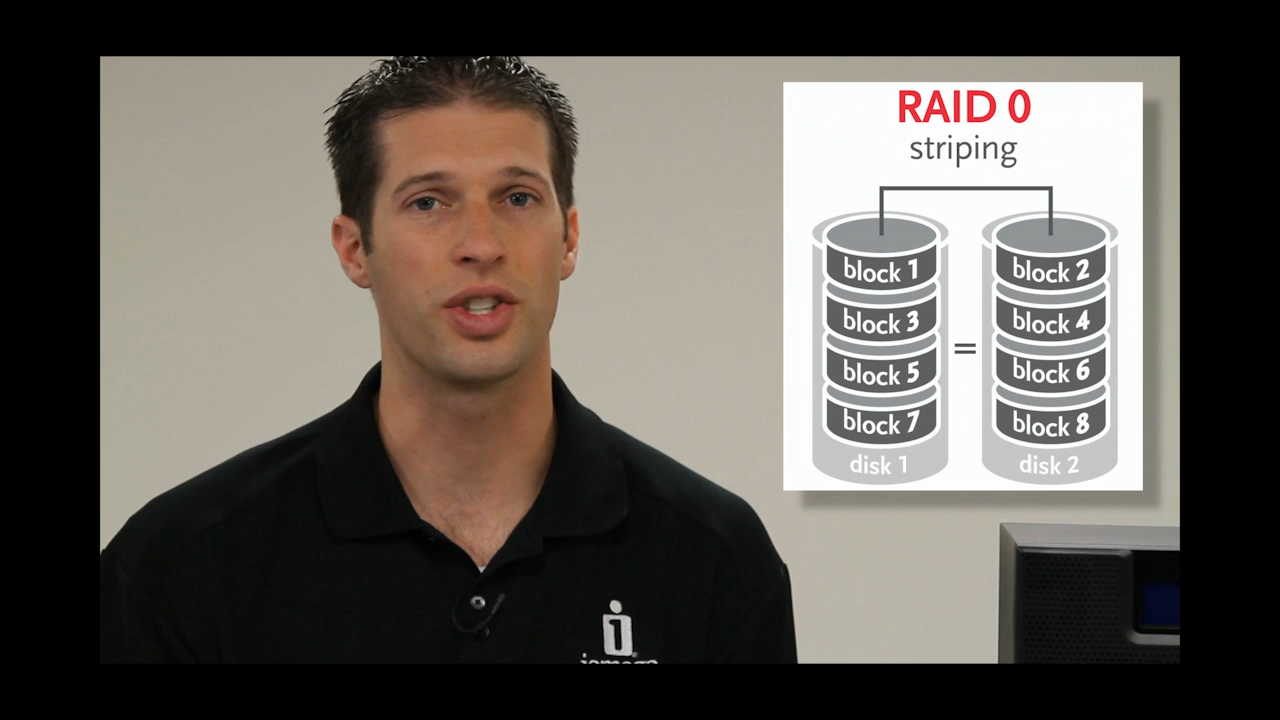 RAID 0
striping
block 1
block 2
block 3
block 4
=
block 5
block 6
block 7
block 8
disk 1
disk 2
iomega